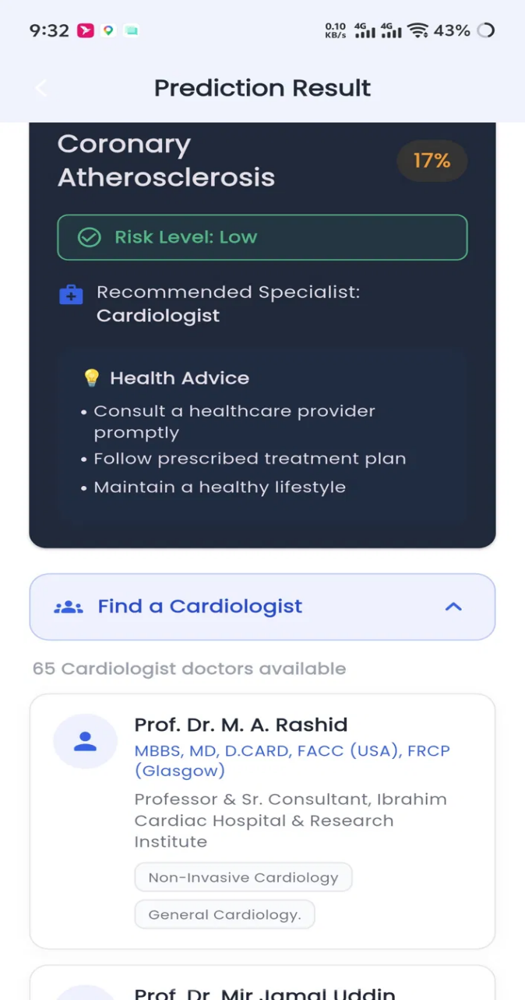 9:32
0.10 KB/s 4G 4G 43%
Prediction Result
Coronary
Atherosclerosis
17%
Risk Level: Low
Recommended Specialist:
Cardiologist
💡 Health Advice
• Consult a healthcare provider
promptly
• Follow prescribed treatment plan
• Maintain a healthy lifestyle
Find a Cardiologist
65 Cardiologist doctors available
Prof. Dr. M. A. Rashid
MBBS, MD, D.CARD, FACC (USA), FRCP
(Glasgow)
Professor & Sr. Consultant, Ibrahim
Cardiac Hospital & Research
Institute
Non-Invasive Cardiology
General Cardiology.
Prof. Dr. Mir Jamal Uddin